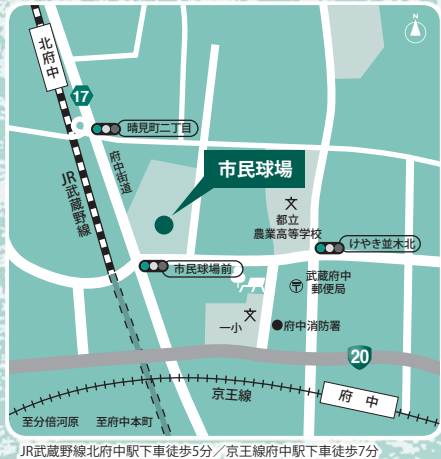 N
北府中
17
晴見町二丁目
府中街道
JR武蔵野線
市民球場
文
都立
農業高等学校
けやき並木北
市民球場前
〒
武蔵府中
郵便局
文
一小
府中消防署
20
京王線
府中
至分倍河原
至府中本町
JR武蔵野線北府中駅下車徒歩5分／京王線府中駅下車徒歩7分